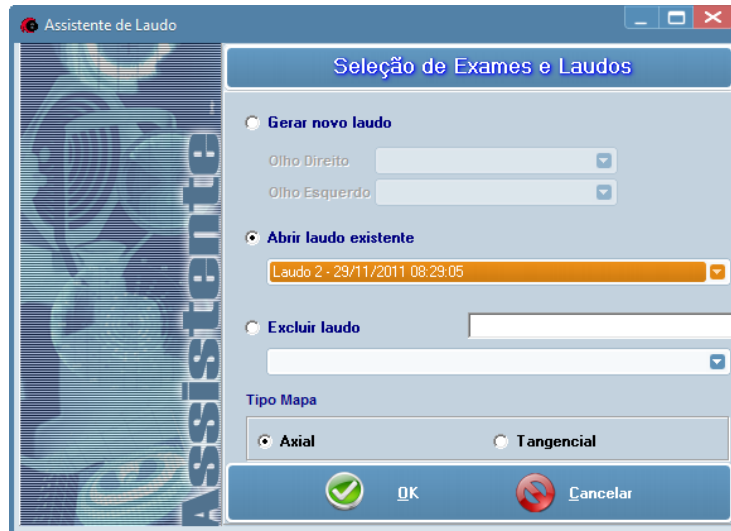 Assistente de Laudo
Assistente
Seleção de Exames e Laudos
Gerar novo laudo
Olho Direito
Olho Esquerdo
Abrir laudo existente
Laudo 2 - 29/11/2011 08:29:05
Excluir laudo
Tipo Mapa
Axial Tangencial
OK Cancelar